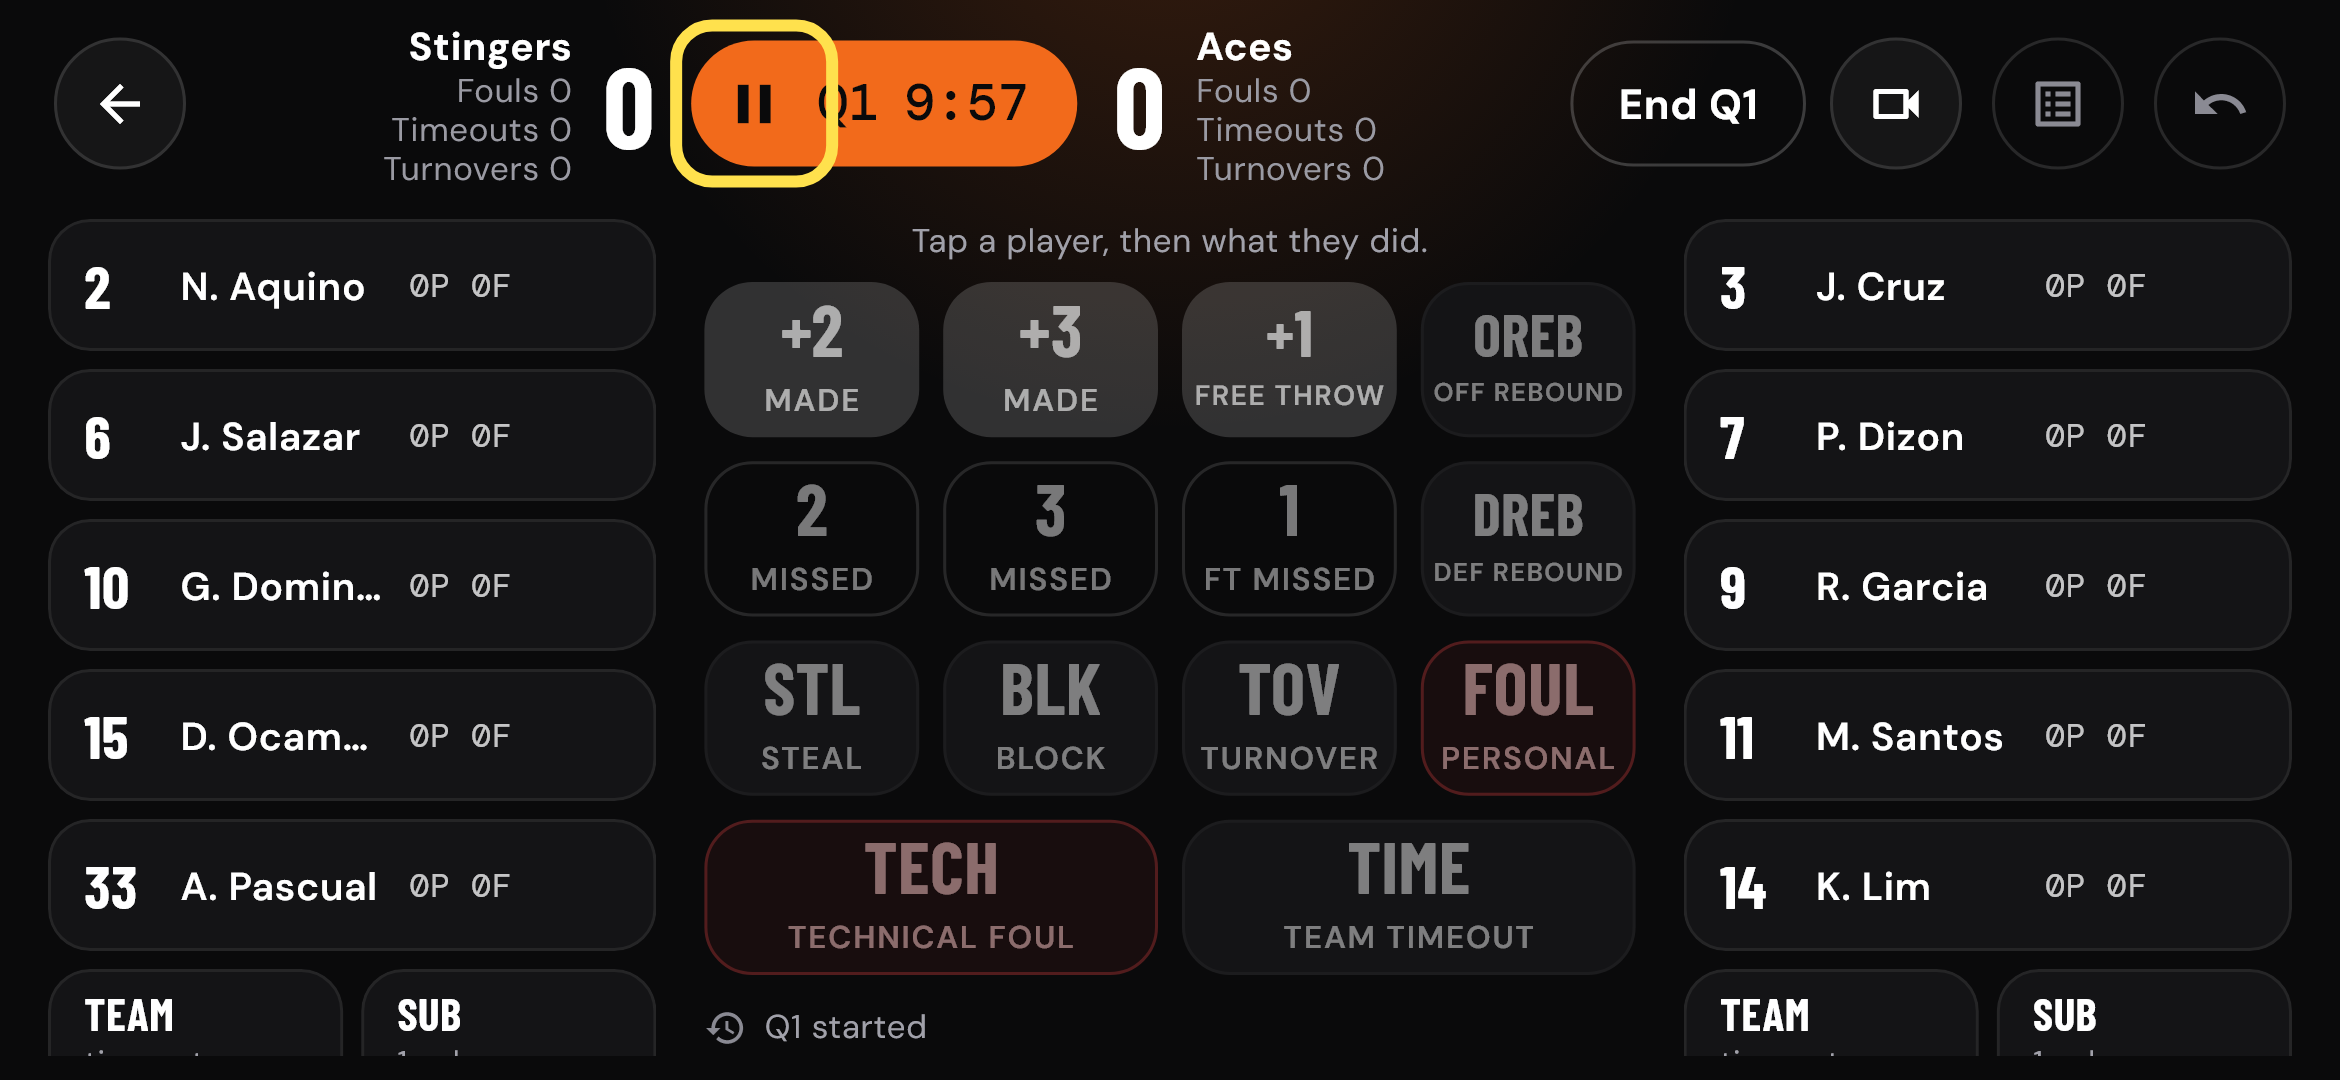 Stingers
Fouls 0
Timeouts 0
Turnovers 0
0
Q1 9:57
0
Aces
Fouls 0
Timeouts 0
Turnovers 0
End Q1
2 N. Aquino 0P 0F
6 J. Salazar 0P 0F
10 G. Domin... 0P 0F
15 D. Ocam... 0P 0F
33 A. Pascual 0P 0F
TEAM
SUB
Tap a player, then what they did.
+2
MADE
+3
MADE
+1
FREE THROW
OREB
OFF REBOUND
2
MISSED
3
MISSED
1
FT MISSED
DREB
DEF REBOUND
STL
STEAL
BLK
BLOCK
TOV
TURNOVER
FOUL
PERSONAL
TECH
TECHNICAL FOUL
TIME
TEAM TIMEOUT
Q1 started
3 J. Cruz 0P 0F
7 P. Dizon 0P 0F
9 R. Garcia 0P 0F
11 M. Santos 0P 0F
14 K. Lim 0P 0F
TEAM
SUB